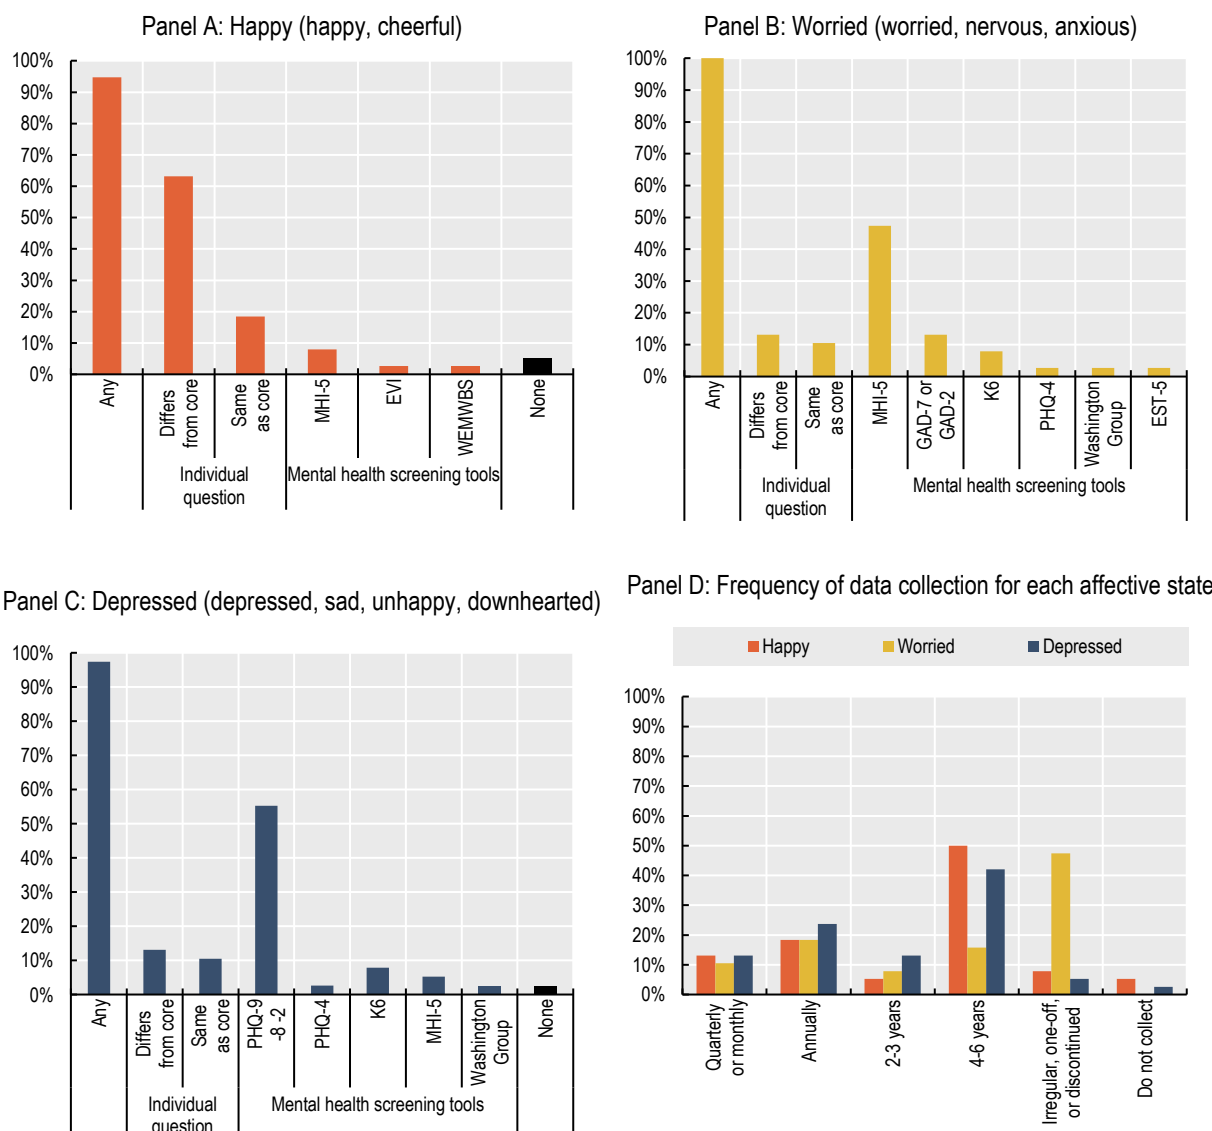 Panel A: Happy (happy, cheerful)
100%
90%
80%
70%
60%
50%
40%
30%
20%
10%
0%
Any
Differs
from core
Same
as core
MHI-5
EVI
WEMWBS
None
Individual
question
Mental health screening tools
Panel B: Worried (worried, nervous, anxious)
100%
90%
80%
70%
60%
50%
40%
30%
20%
10%
0%
Any
Differs
from core
Same
as core
MHI-5
GAD-7 or
GAD-2
K6
PHQ-4
Washington
Group
EST-5
Individual
question
Mental health screening tools
Panel C: Depressed (depressed, sad, unhappy, downhearted)
100%
90%
80%
70%
60%
50%
40%
30%
20%
10%
0%
Any
Differs
from core
Same
as core
PHQ-9
-8 -2
PHQ-4
K6
MHI-5
Washington
Group
None
Individual
question
Mental health screening tools
Panel D: Frequency of data collection for each affective state
Happy
Worried
Depressed
100%
90%
80%
70%
60%
50%
40%
30%
20%
10%
0%
Quarterly
or monthly
Annually
2-3 years
4-6 years
Irregular, one-off,
or discontinued
Do not collect